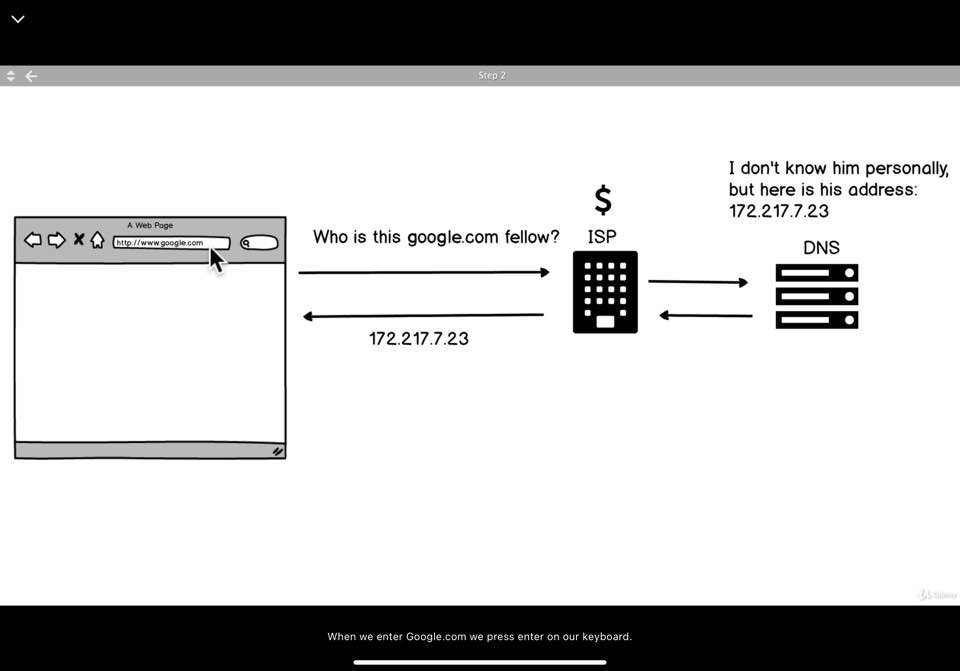 Step 2
I don't know him personally,
but here is his address:
172.217.7.23
$
Who is this google.com fellow?
ISP
DNS
A Web Page
http://www.google.com
172.217.7.23
Udemy
When we enter Google.com we press enter on our keyboard.